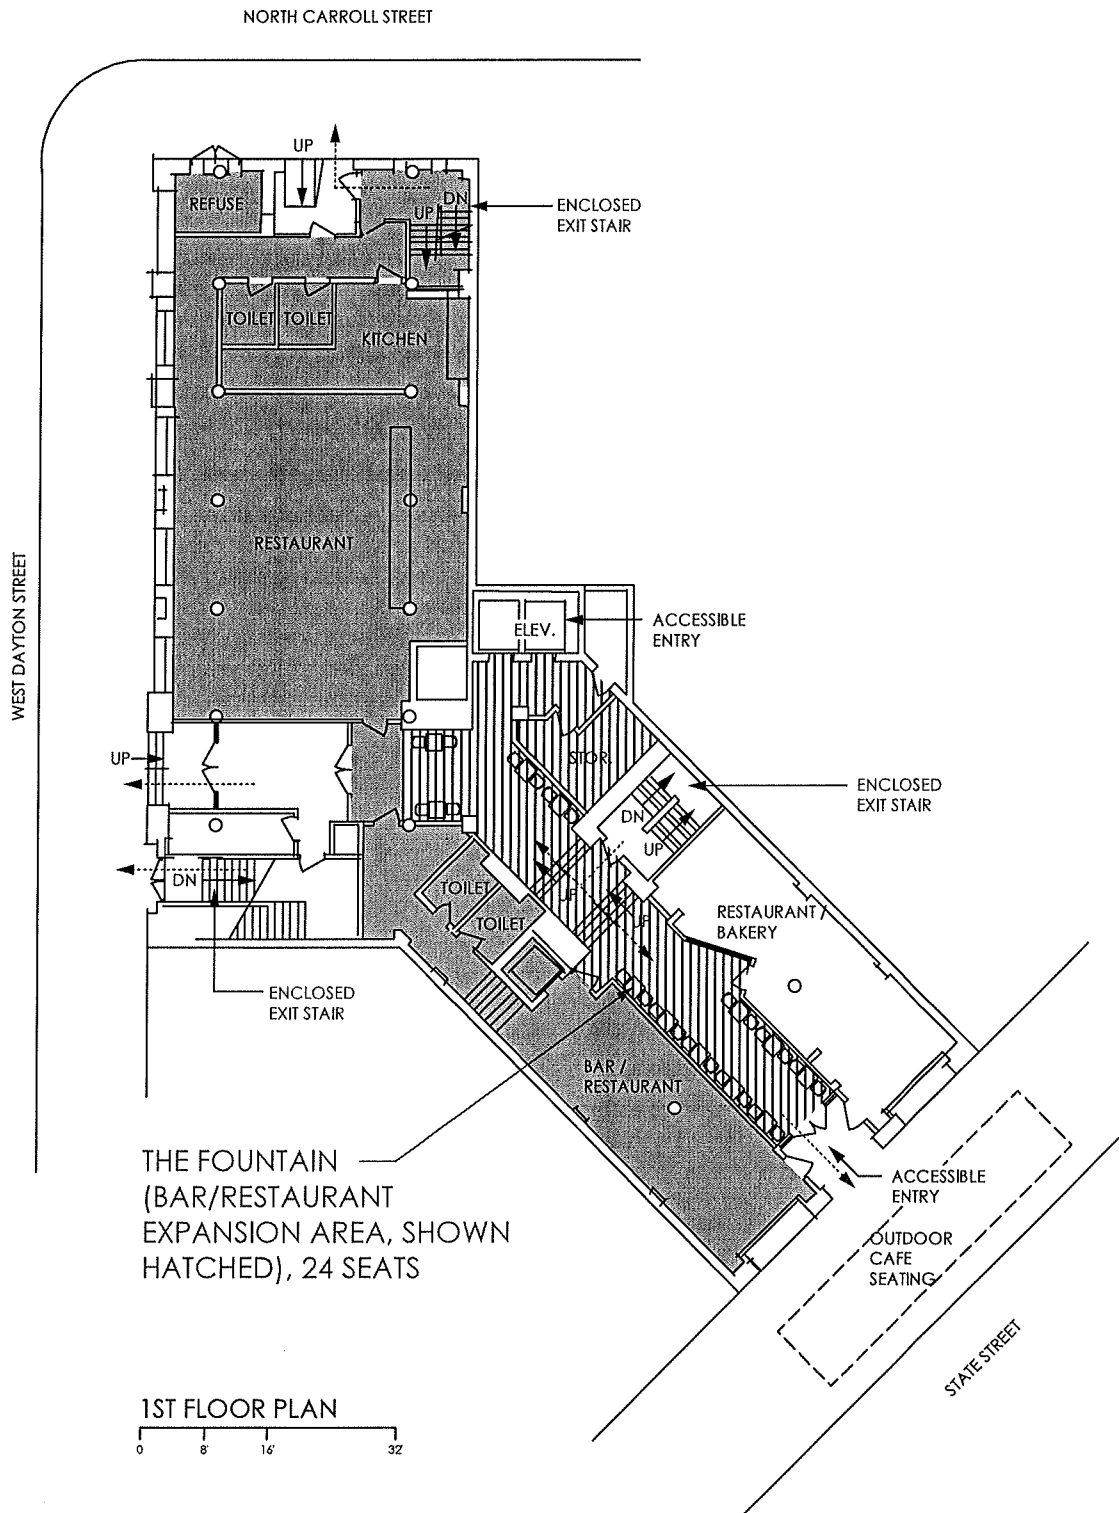 NORTH CARROLL STREET
UP
REFUSE
DN
UP
ENCLOSED
EXIT STAIR
TOILET
TOILET
KITCHEN
RESTAURANT
WEST DAYTON STREET
ELEV.
ACCESSIBLE
ENTRY
STOR.
UP
ENCLOSED
EXIT STAIR
DN
UP
DN
TOILET
TOILET
UP
UP
RESTAURANT /
BAKERY
ENCLOSED
EXIT STAIR
BAR /
RESTAURANT
THE FOUNTAIN
(BAR/RESTAURANT
EXPANSION AREA, SHOWN
HATCHED), 24 SEATS
ACCESSIBLE
ENTRY
OUTDOOR
CAFE
SEATING
STATE STREET
1ST FLOOR PLAN
0 8' 16' 32'